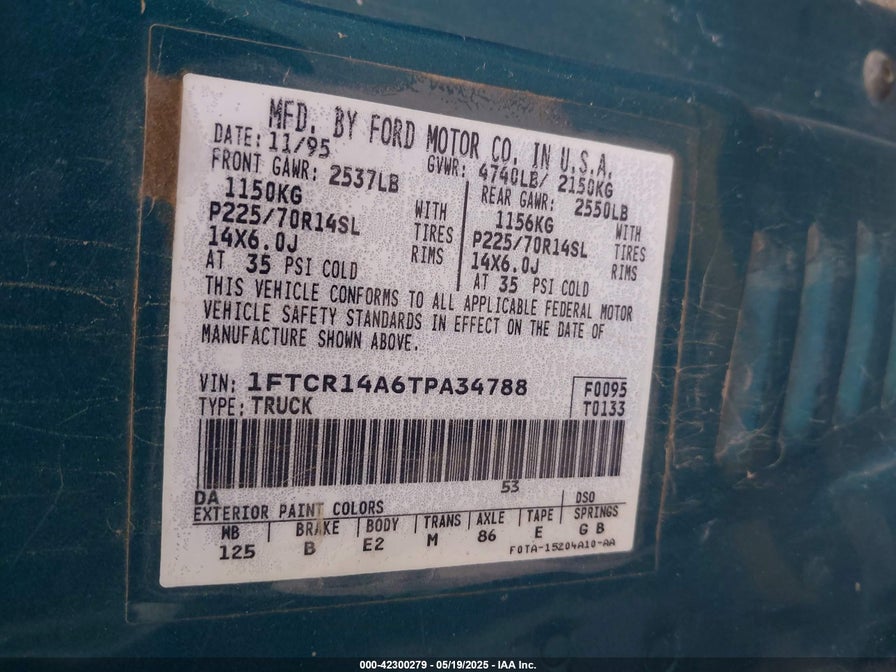 MFD. BY FORD MOTOR CO. IN U.S.A.
DATE: 11/95 GVWR: 4740LB/ 2150KG
FRONT GAWR: 2537LB REAR GAWR: 2550LB
1150KG WITH 1156KG WITH
P225/70R14SL TIRES P225/70R14SL TIRES
14X6.0J RIMS 14X6.0J RIMS
AT 35 PSI COLD AT 35 PSI COLD
THIS VEHICLE CONFORMS TO ALL APPLICABLE FEDERAL MOTOR
VEHICLE SAFETY STANDARDS IN EFFECT ON THE DATE OF
MANUFACTURE SHOWN ABOVE.
VIN: 1FTCR14A6TPA34788 F0095
TYPE: TRUCK T0133
53
DA DSO
EXTERIOR PAINT COLORS
WB BRAKE BODY TRANS AXLE TAPE SPRINGS
125 B E2 M 86 E G B
F0TA-15Z04A10-AA
000-42300279 - 05/19/2025 - IAA Inc.